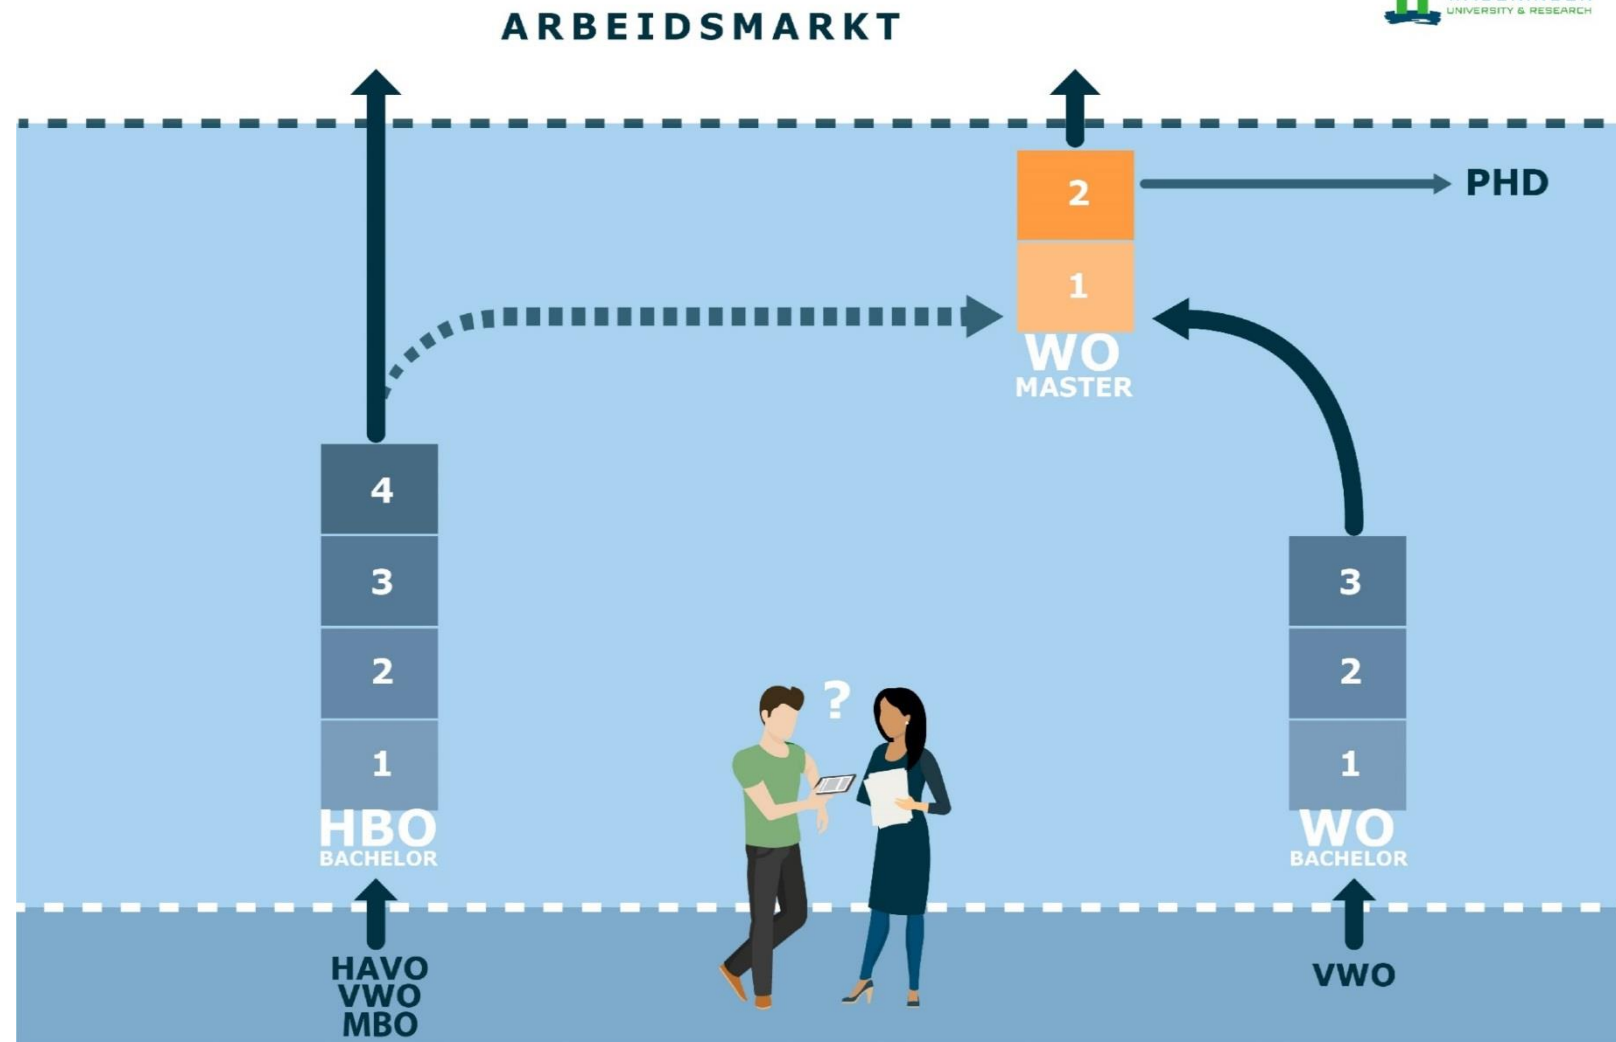 UNIVERSITY & RESEARCH
ARBEIDSMARKT
2
PHD
1
WO
MASTER
4
3
2
1
HBO
BACHELOR
?
3
2
1
WO
BACHELOR
HAVO
VWO
MBO
VWO